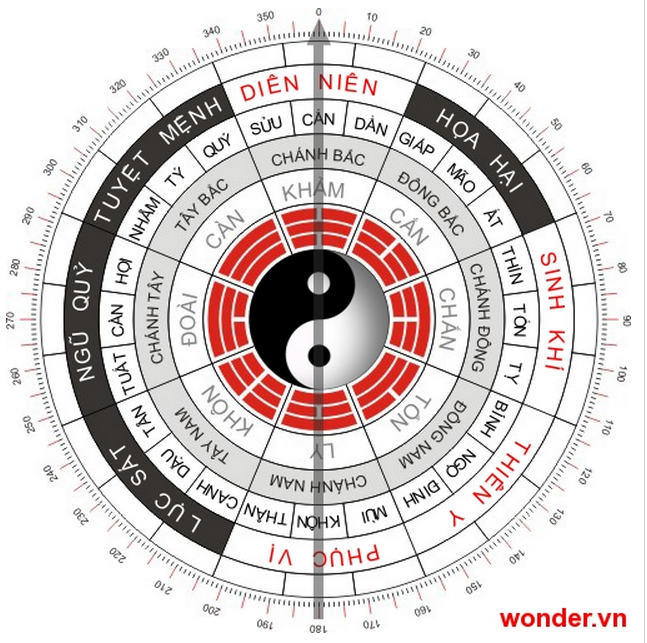 0
10
20
30
40
50
60
70
80
90
100
110
120
130
140
150
160
170
180
190
200
210
220
230
240
250
260
270
280
290
300
310
320
330
340
350
DIÊN NIÊN
HỌA HẠI
SINH KHÍ
THIÊN Y
PHỤC VỊ
LỤC SÁT
NGŨ QUỶ
TUYỆT MỆNH
SỬU
CẤN
DẦN
GIÁP
MÃO
ẤT
THÌN
TỐN
TỴ
BÍNH
NGỌ
ĐINH
MÙI
KHÔN
THÂN
CANH
DẬU
TÂN
TUẤT
CÀN
HỢI
NHÂM
TÝ
QUÝ
CHÁNH BẮC
ĐÔNG BẮC
CHÁNH ĐÔNG
ĐÔNG NAM
CHÁNH NAM
TÂY NAM
CHÁNH TÂY
TÂY BẮC
KHẢM
CẤN
CHẤN
TỐN
LY
KHÔN
ĐOÀI
CÀN
wonder.vn